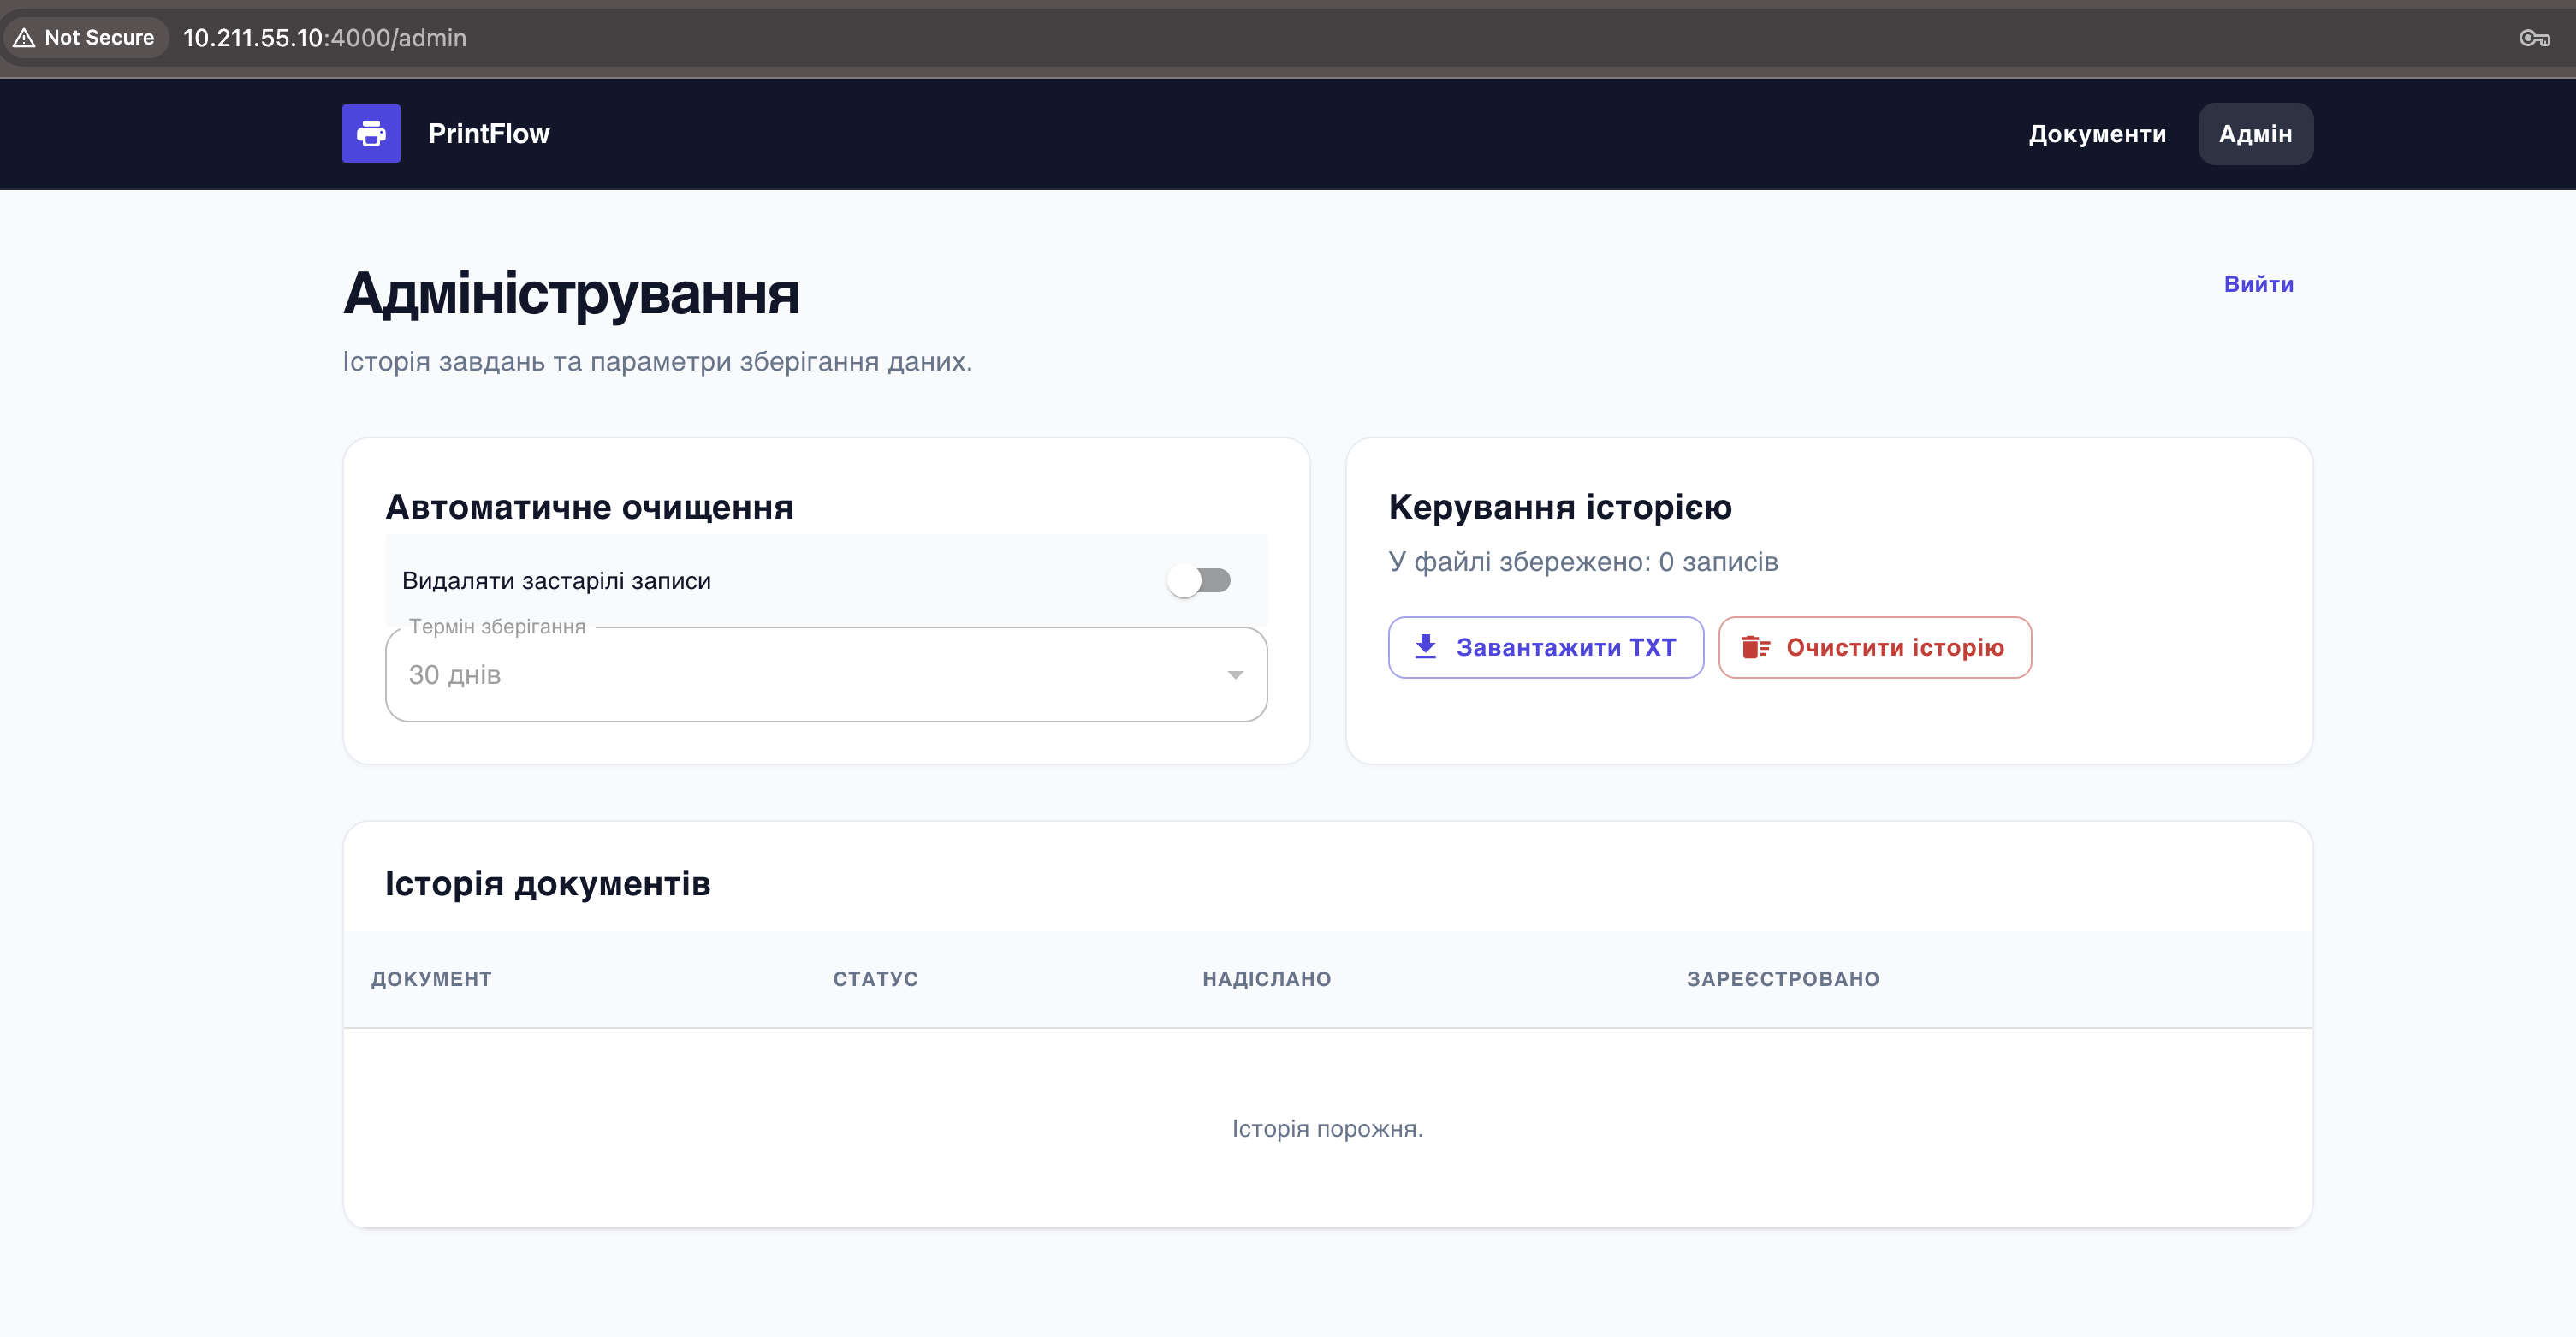 Not Secure 10.211.55.10:4000/admin
PrintFlow
Документи
Адмін
Адміністрування
Вийти
Історія завдань та параметри зберігання даних.
Автоматичне очищення
Видаляти застарілі записи
Термін зберігання
30 днів
Керування історією
У файлі збережено: 0 записів
Завантажити TXT
Очистити історію
Історія документів
ДОКУМЕНТ СТАТУС НАДІСЛАНО ЗАРЕЄСТРОВАНО
Історія порожня.